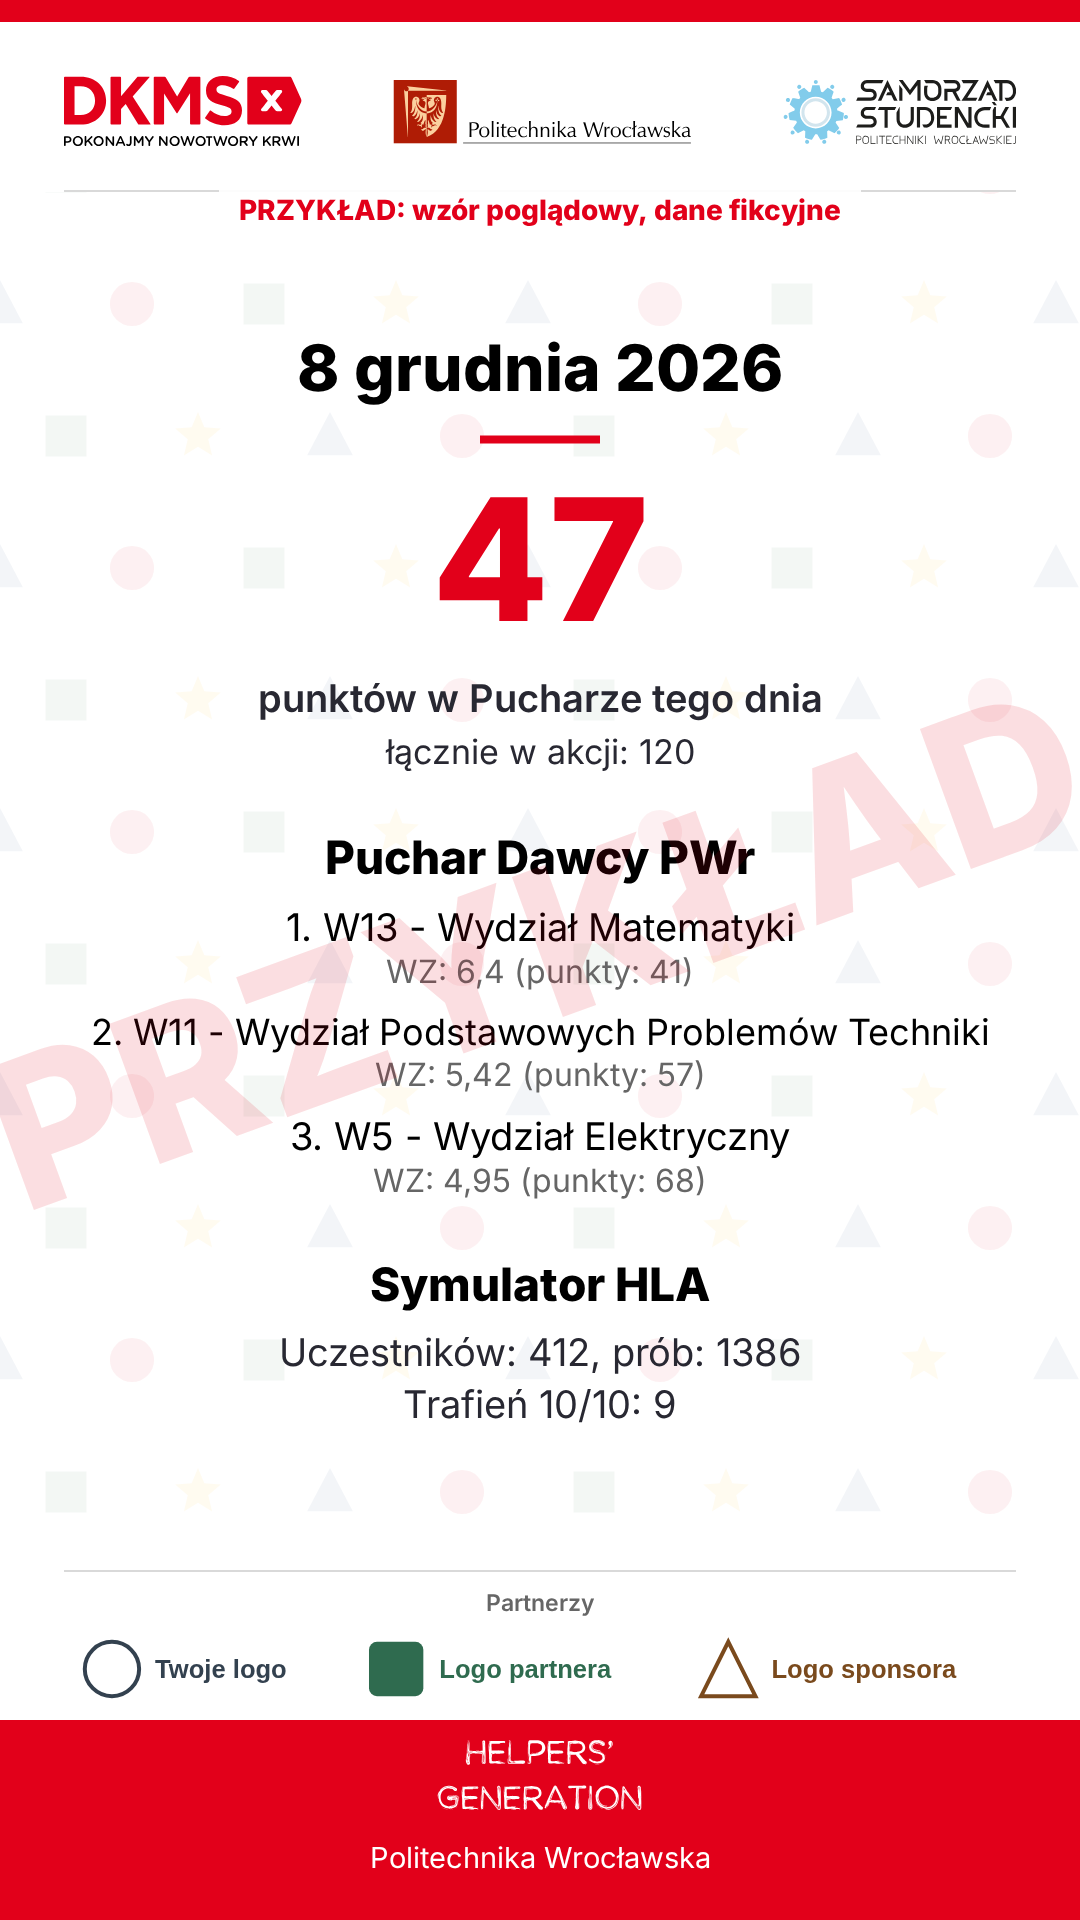 DKMS
POKONAJMY NOWOTWORY KRWI
Politechnika Wrocławska
SAMORZĄD
STUDENCKI
POLITECHNIKI WROCŁAWSKIEJ
PRZYKŁAD: wzór poglądowy, dane fikcyjne
8 grudnia 2026
47
punktów w Pucharze tego dnia
łącznie w akcji: 120
PRZYKŁAD
Puchar Dawcy PWr
1. W13 - Wydział Matematyki
WZ: 6,4 (punkty: 41)
2. W11 - Wydział Podstawowych Problemów Techniki
WZ: 5,42 (punkty: 57)
3. W5 - Wydział Elektryczny
WZ: 4,95 (punkty: 68)
Symulator HLA
Uczestników: 412, prób: 1386
Trafień 10/10: 9
Partnerzy
Twoje logo
Logo partnera
Logo sponsora
HELPERS’
GENERATION
Politechnika Wrocławska